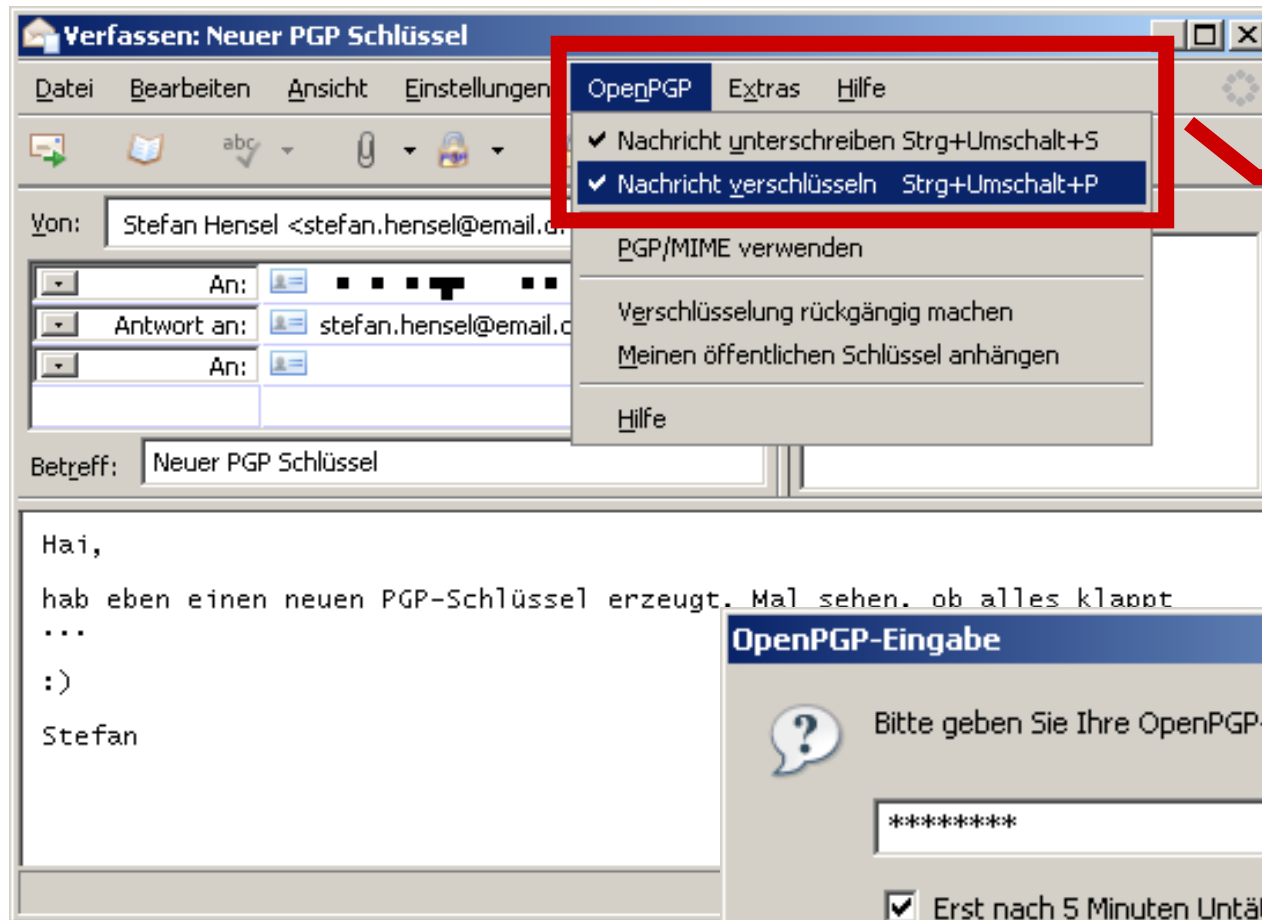 Verfassen: Neuer PGP Schlüssel
Datei Bearbeiten Ansicht Einstellungen OpenPGP Extras Hilfe
Nachricht unterschreiben Strg+Umschalt+S
Nachricht verschlüsseln Strg+Umschalt+P
PGP/MIME verwenden
Verschlüsselung rückgängig machen
Meinen öffentlichen Schlüssel anhängen
Hilfe
Von: Stefan Hensel <stefan.hensel@email.d
An:
Antwort an: stefan.hensel@email.
An:
Betreff: Neuer PGP Schlüssel
Hai,
hab eben einen neuen PGP-Schlüssel erzeugt. Mal sehen, ob alles klappt
...
:)
Stefan
OpenPGP-Eingabe
Bitte geben Sie Ihre OpenPGP-
********
Erst nach 5 Minuten Untä